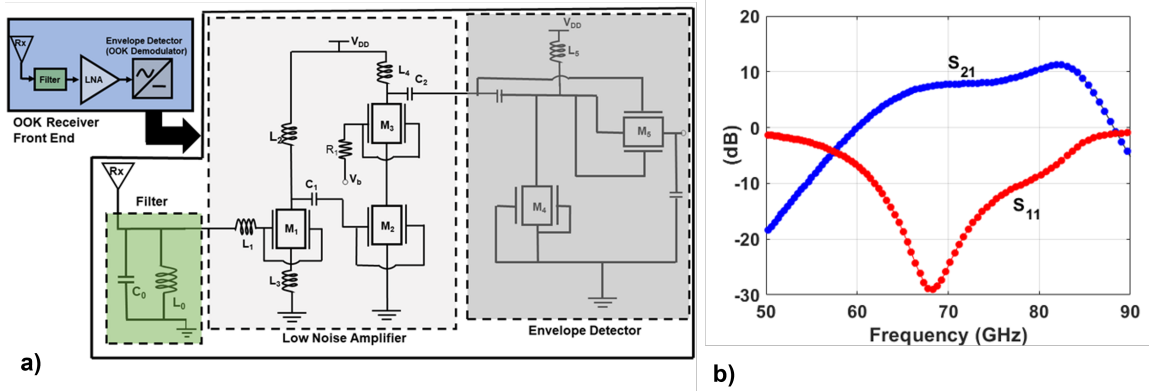 a)
Rx
Filter
LNA
Envelope Detector
(OOK Demodulator)
OOK Receiver
Front End
Rx
Filter
C0
L0
L1
L2
L3
C1
M1
VDD
L4
C2
M3
R1
Vb
M2
Low Noise Amplifier
VDD
L5
M5
M4
Envelope Detector
b)
20
10
0
-10
-20
-30
(dB)
S21
S11
50
60
70
80
90
Frequency (GHz)